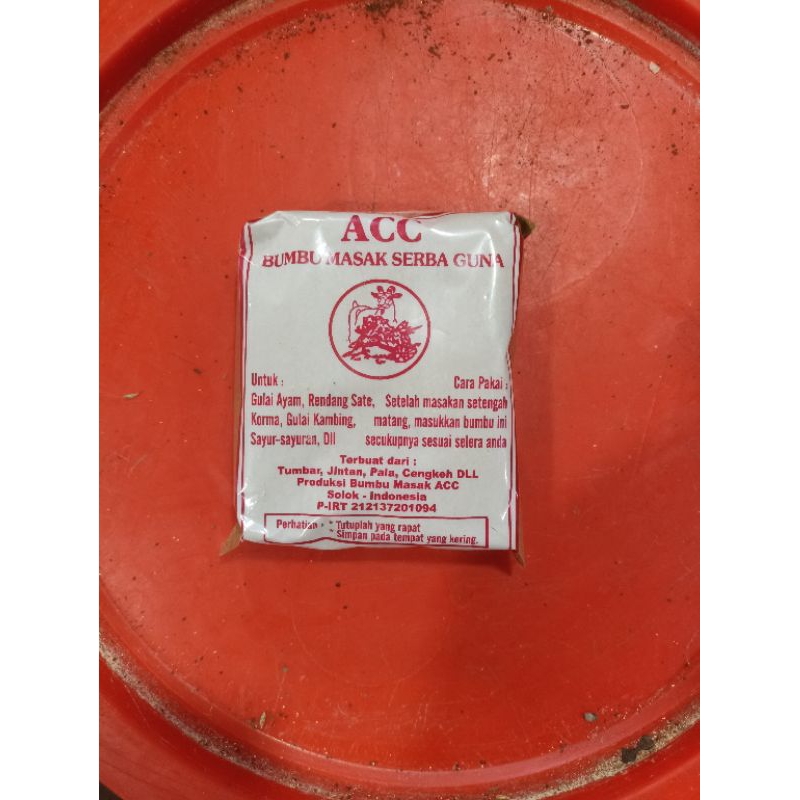 ACC
BUMBU MASAK SERBA GUNA
Untuk :
Gulai Ayam, Rendang Sate,
Korma, Gulai Kambing,
Sayur-sayuran, Dll
Cara Pakai :
Setelah masakan setengah
matang, masukkan bumbu ini
secukupnya sesuai selera anda
Terbuat dari :
Tumbar, Jintan, Pala, Cengkeh DLL
Produksi Bumbu Masak ACC
Solok - Indonesia
P-IRT 212137201094
Perhatian : * Tutuplah yang rapat
* Simpan pada tempat yang kering.